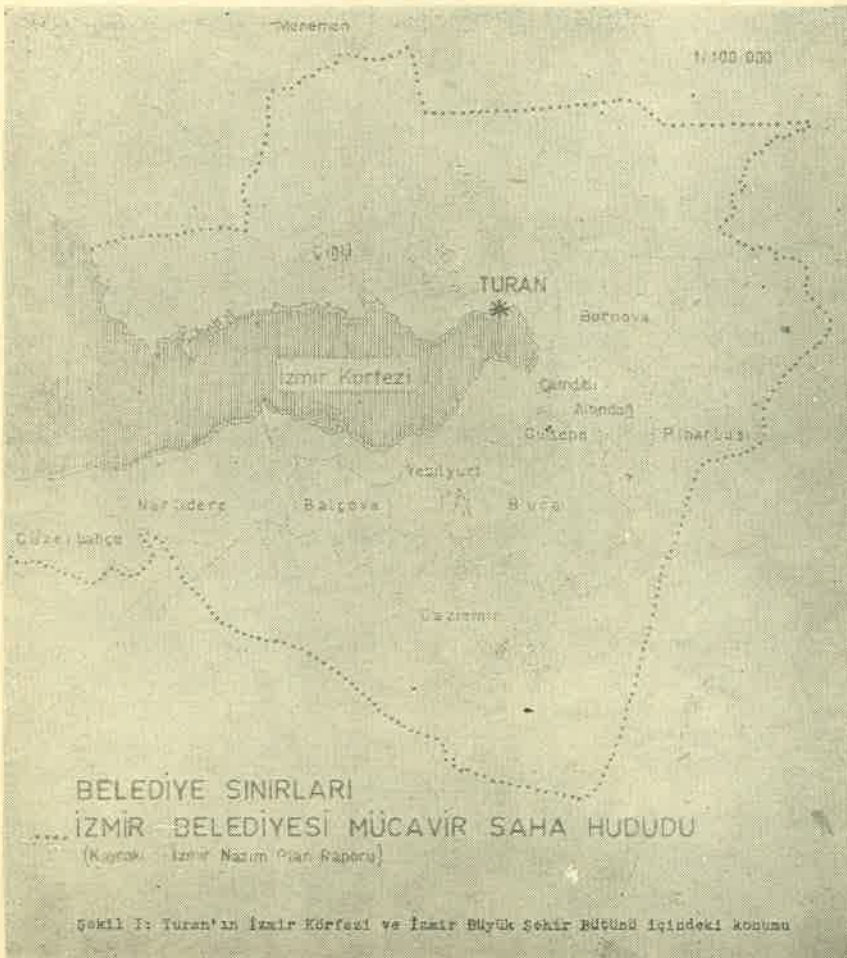 Menemen
1/100 000
Çiğli
TURAN
Bornova
İzmir Körfezi
Çamdibi
Altındağ
Gültepe
Pınarbaşı
Yeşilyurt
Narlıdere
Balçova
Buca
Güzelbahçe
Gaziemir
BELEDİYE SINIRLARI
.... İZMİR BELEDİYESİ MÜCAVİR SAHA HUDUDU
(Kaynak : İzmir Nazım Plan Raporu)
Şekil I: Turan'ın İzmir Körfezi ve İzmir Büyük Şehir Bütünü içindeki konumu